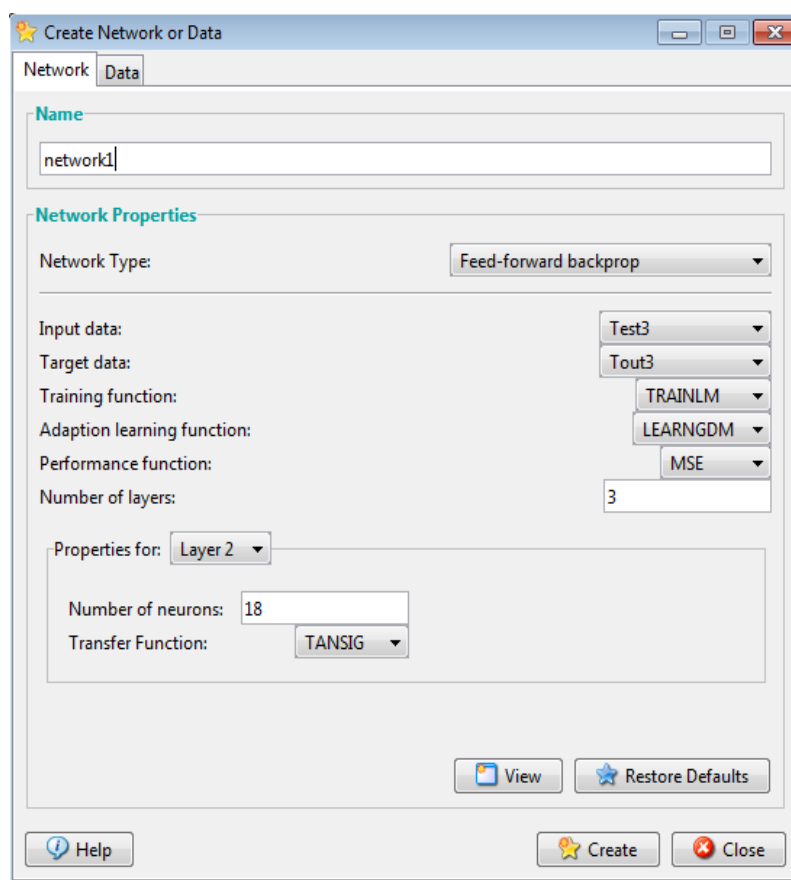 Create Network or Data
Network Data
Name
network1
Network Properties
Network Type: Feed-forward backprop
Input data: Test3
Target data: Tout3
Training function: TRAINLM
Adaption learning function: LEARNGDM
Performance function: MSE
Number of layers: 3
Properties for: Layer 2
Number of neurons: 18
Transfer Function: TANSIG
View Restore Defaults
Help Create Close